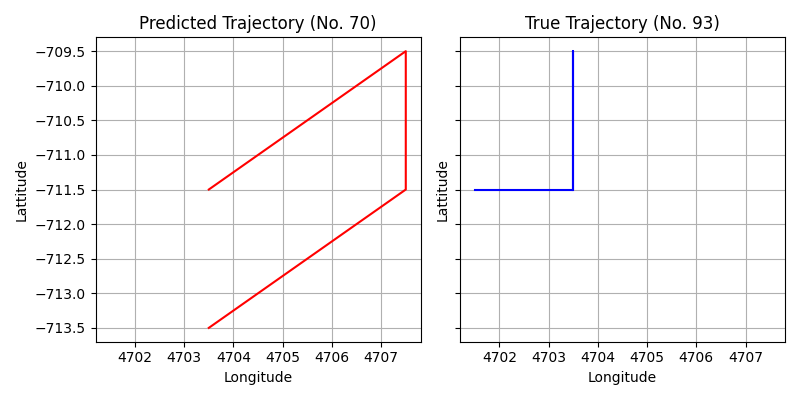 Predicted Trajectory (No. 70)
True Trajectory (No. 93)
−709.5
−710.0
−710.5
−711.0
−711.5
−712.0
−712.5
−713.0
−713.5
Lattitude
Lattitude
4702 4703 4704 4705 4706 4707
4702 4703 4704 4705 4706 4707
Longitude
Longitude